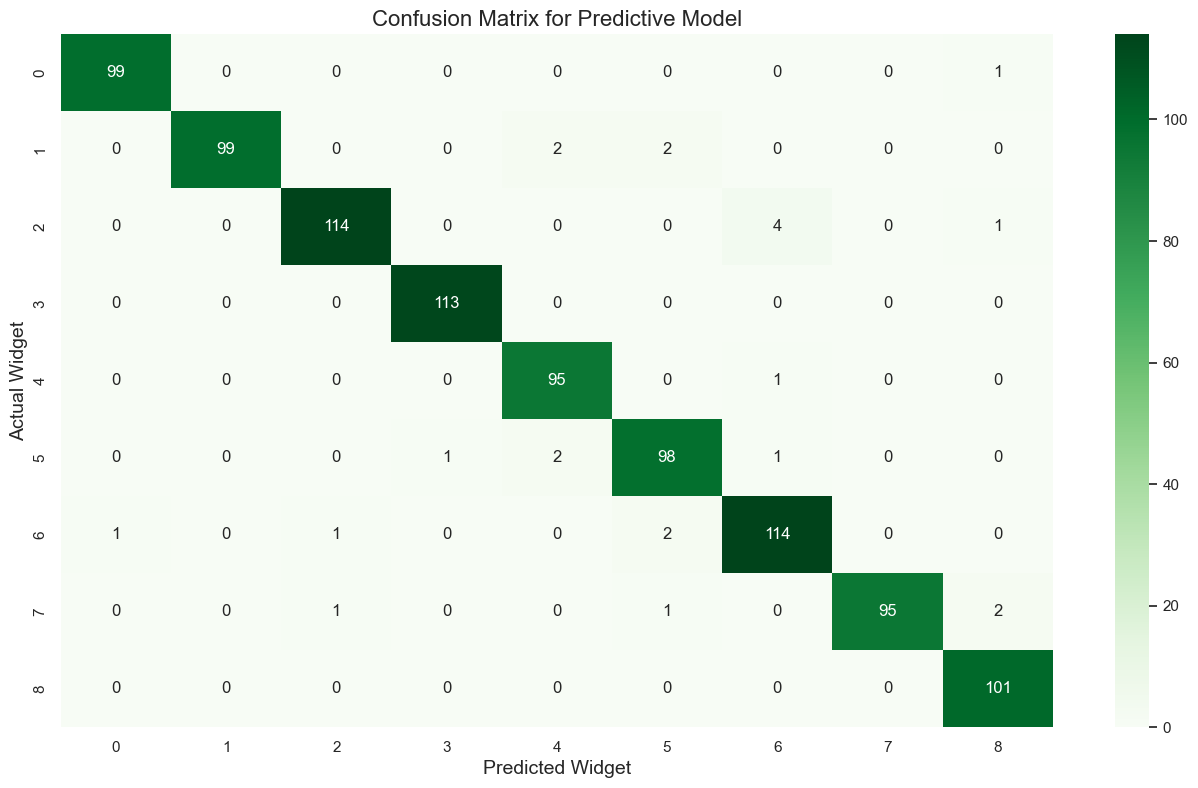 Confusion Matrix for Predictive Model
0 99 0 0 0 0 0 0 0 1
1 0 99 0 0 2 2 0 0 0
2 0 0 114 0 0 0 4 0 1
3 0 0 0 113 0 0 0 0 0
4 0 0 0 0 95 0 1 0 0
5 0 0 0 1 2 98 1 0 0
6 1 0 1 0 0 2 114 0 0
7 0 0 1 0 0 1 0 95 2
8 0 0 0 0 0 0 0 0 101
0 1 2 3 4 5 6 7 8
Actual Widget
Predicted Widget
100
80
60
40
20
0